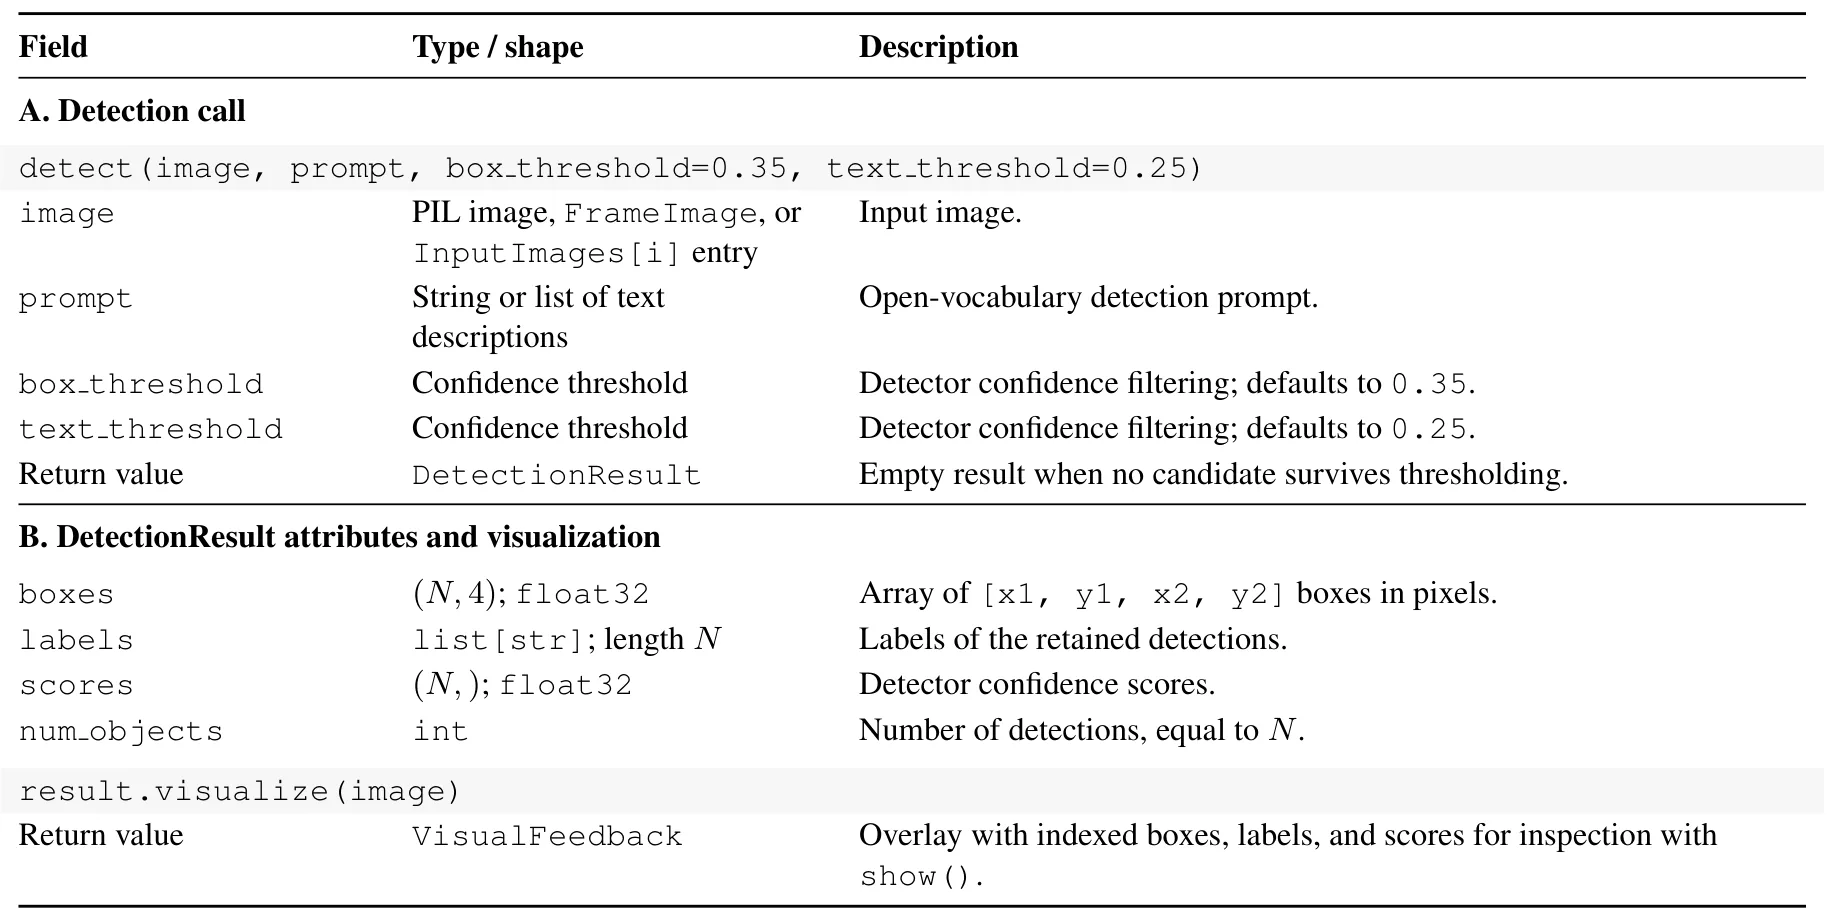 Field Type / shape Description
A. Detection call
detect(image, prompt, box_threshold=0.35, text_threshold=0.25)
image PIL image, FrameImage, or Input image.
InputImages[i] entry
prompt String or list of text Open-vocabulary detection prompt.
descriptions
box_threshold Confidence threshold Detector confidence filtering; defaults to 0.35.
text_threshold Confidence threshold Detector confidence filtering; defaults to 0.25.
Return value DetectionResult Empty result when no candidate survives thresholding.
B. DetectionResult attributes and visualization
boxes (N, 4); float32 Array of [x1, y1, x2, y2] boxes in pixels.
labels list[str]; length N Labels of the retained detections.
scores (N, ); float32 Detector confidence scores.
num_objects int Number of detections, equal to N.
result.visualize(image)
Return value VisualFeedback Overlay with indexed boxes, labels, and scores for inspection with
show().